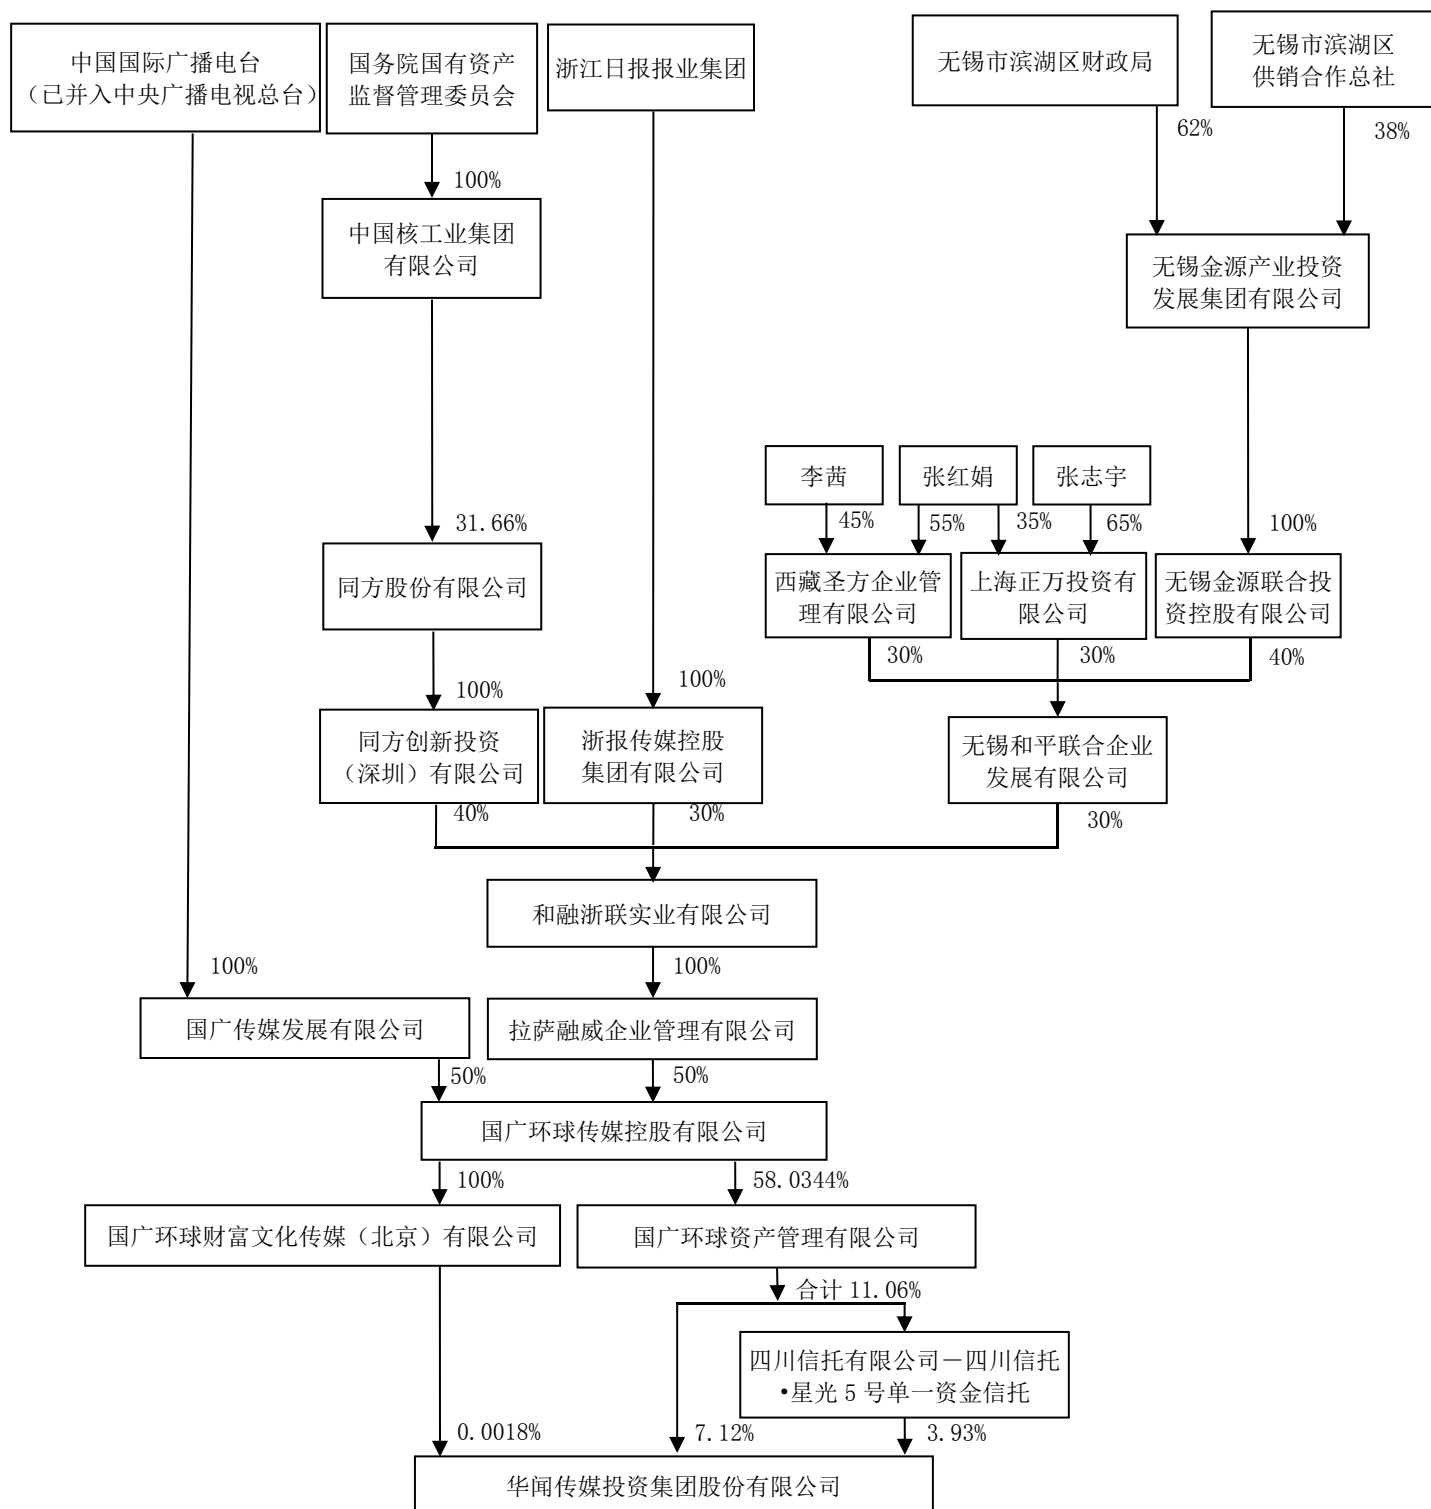 中国国际广播电台
（已并入中央广播电视总台）
国务院国有资产
监督管理委员会
浙江日报报业集团
无锡市滨湖区财政局
无锡市滨湖区
供销合作总社
62%
38%
100%
中国核工业集团
有限公司
无锡金源产业投资
发展集团有限公司
李茜
张红娟
张志宇
31.66%
45%
55%
35%
65%
100%
同方股份有限公司
西藏圣方企业管
理有限公司
上海正万投资有
限公司
无锡金源联合投
资控股有限公司
30%
30%
40%
100%
100%
同方创新投资
（深圳）有限公司
浙报传媒控股
集团有限公司
无锡和平联合企业
发展有限公司
40%
30%
30%
和融浙联实业有限公司
100%
100%
国广传媒发展有限公司
拉萨融威企业管理有限公司
50%
50%
国广环球传媒控股有限公司
100%
58.0344%
国广环球财富文化传媒（北京）有限公司
国广环球资产管理有限公司
合计 11.06%
四川信托有限公司－四川信托
•星光 5 号单一资金信托
0.0018%
7.12%
3.93%
华闻传媒投资集团股份有限公司